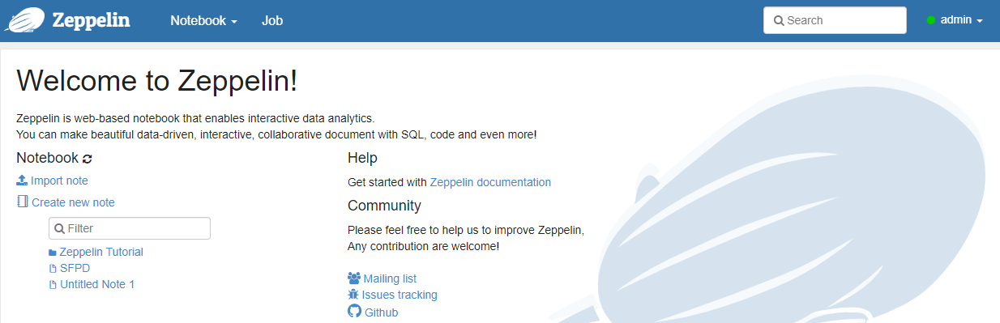 Zeppelin
Notebook
Job
Search
admin
Welcome to Zeppelin!
Zeppelin is web-based notebook that enables interactive data analytics.
You can make beautiful data-driven, interactive, collaborative document with SQL, code and even more!
Notebook
Import note
Create new note
Filter
Zeppelin Tutorial
SFPD
Untitled Note 1
Help
Get started with Zeppelin documentation
Community
Please feel free to help us to improve Zeppelin,
Any contribution are welcome!
Mailing list
Issues tracking
Github